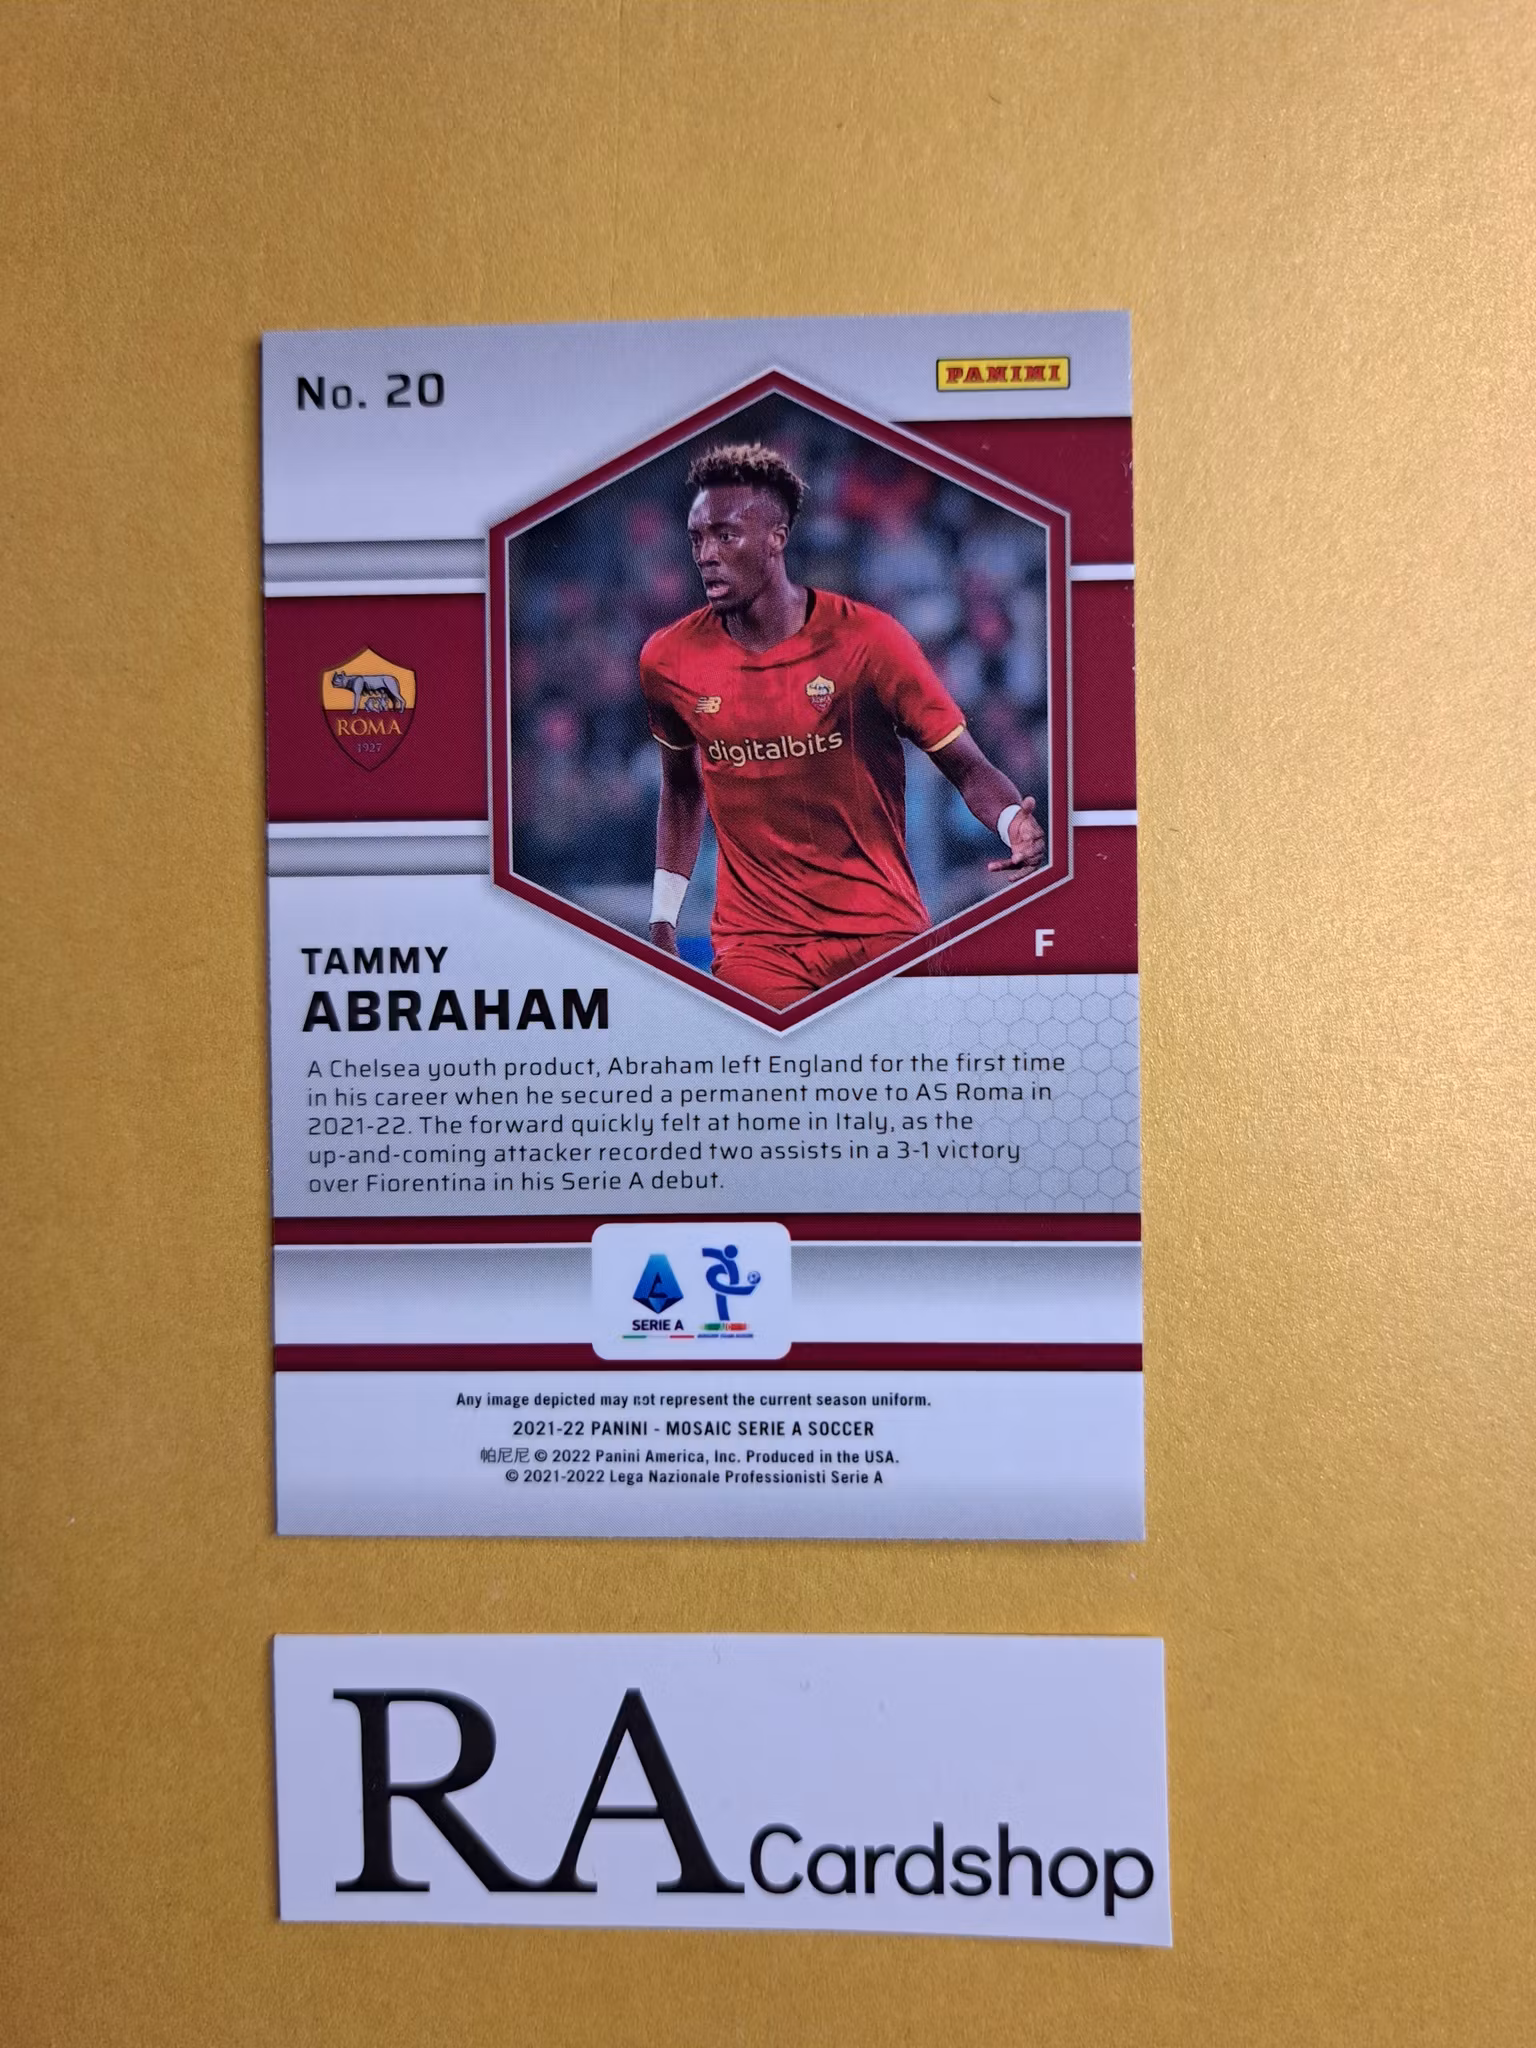 No. 20
PANINI
ROMA
1927
digitalbits
F
TAMMY
ABRAHAM
A Chelsea youth product, Abraham left England for the first time
in his career when he secured a permanent move to AS Roma in
2021-22. The forward quickly felt at home in Italy, as the
up-and-coming attacker recorded two assists in a 3-1 victory
over Fiorentina in his Serie A debut.
SERIE A
Any image depicted may not represent the current season uniform.
2021-22 PANINI - MOSAIC SERIE A SOCCER
帕尼尼 © 2022 Panini America, Inc. Produced in the USA.
© 2021-2022 Lega Nazionale Professionisti Serie A
RA Cardshop